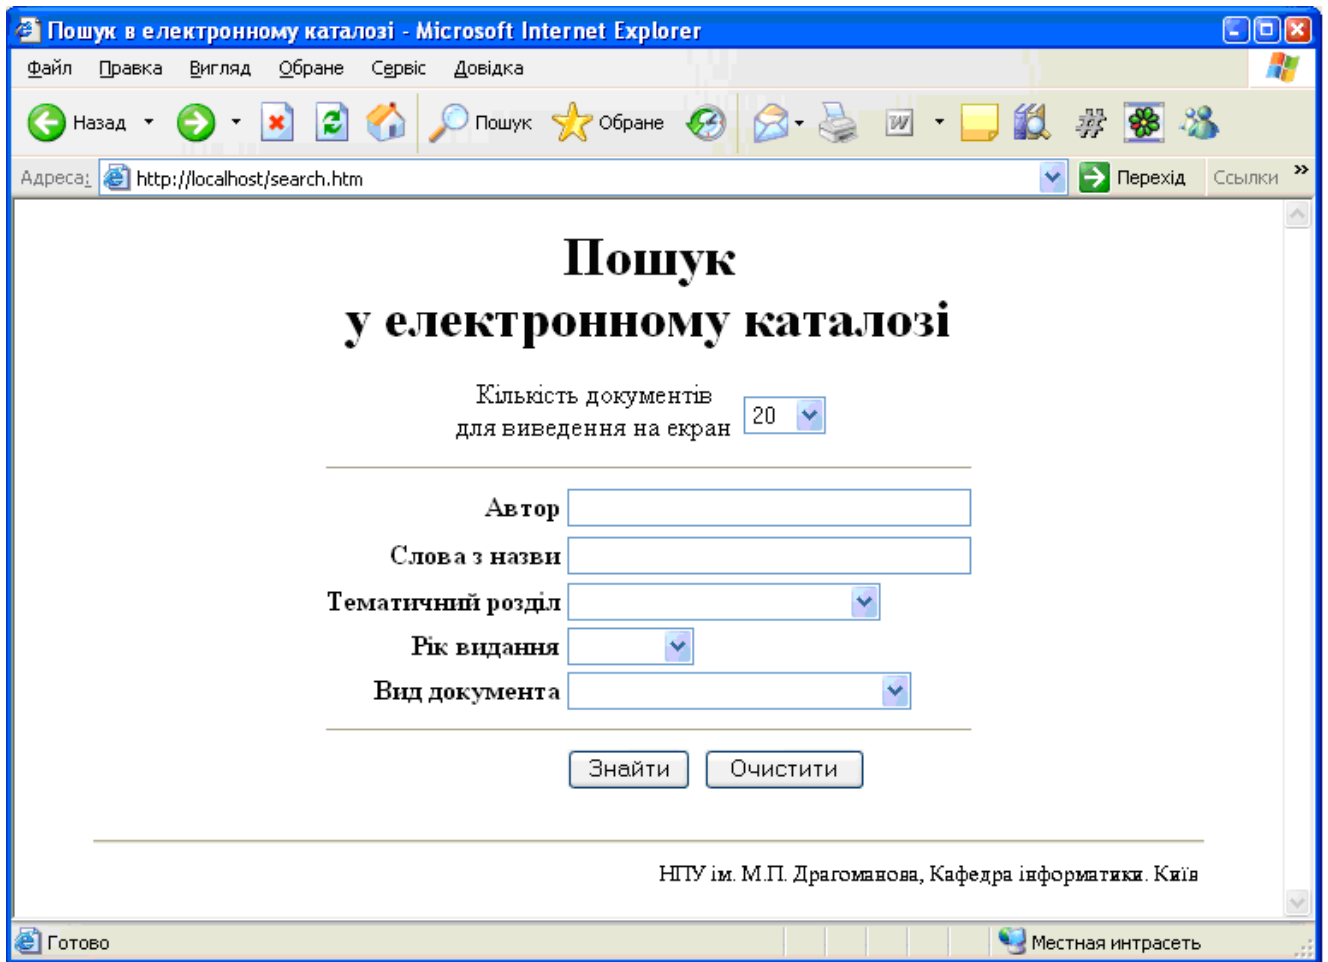 Пошук в електронному каталозі - Microsoft Internet Explorer
Файл Правка Вигляд Обране Сервіс Довідка
Назад Пошук Обране
Адреса: http://localhost/search.htm Перехід Ссылки »
Пошук
у електронному каталозі
Кількість документів
для виведення на екран 20
Автор
Слова з назви
Тематичний розділ
Рік видання
Вид документа
Знайти Очистити
НПУ ім. М.П. Драгоманова, Кафедра інформатики. Київ
Готово Местная интрасеть